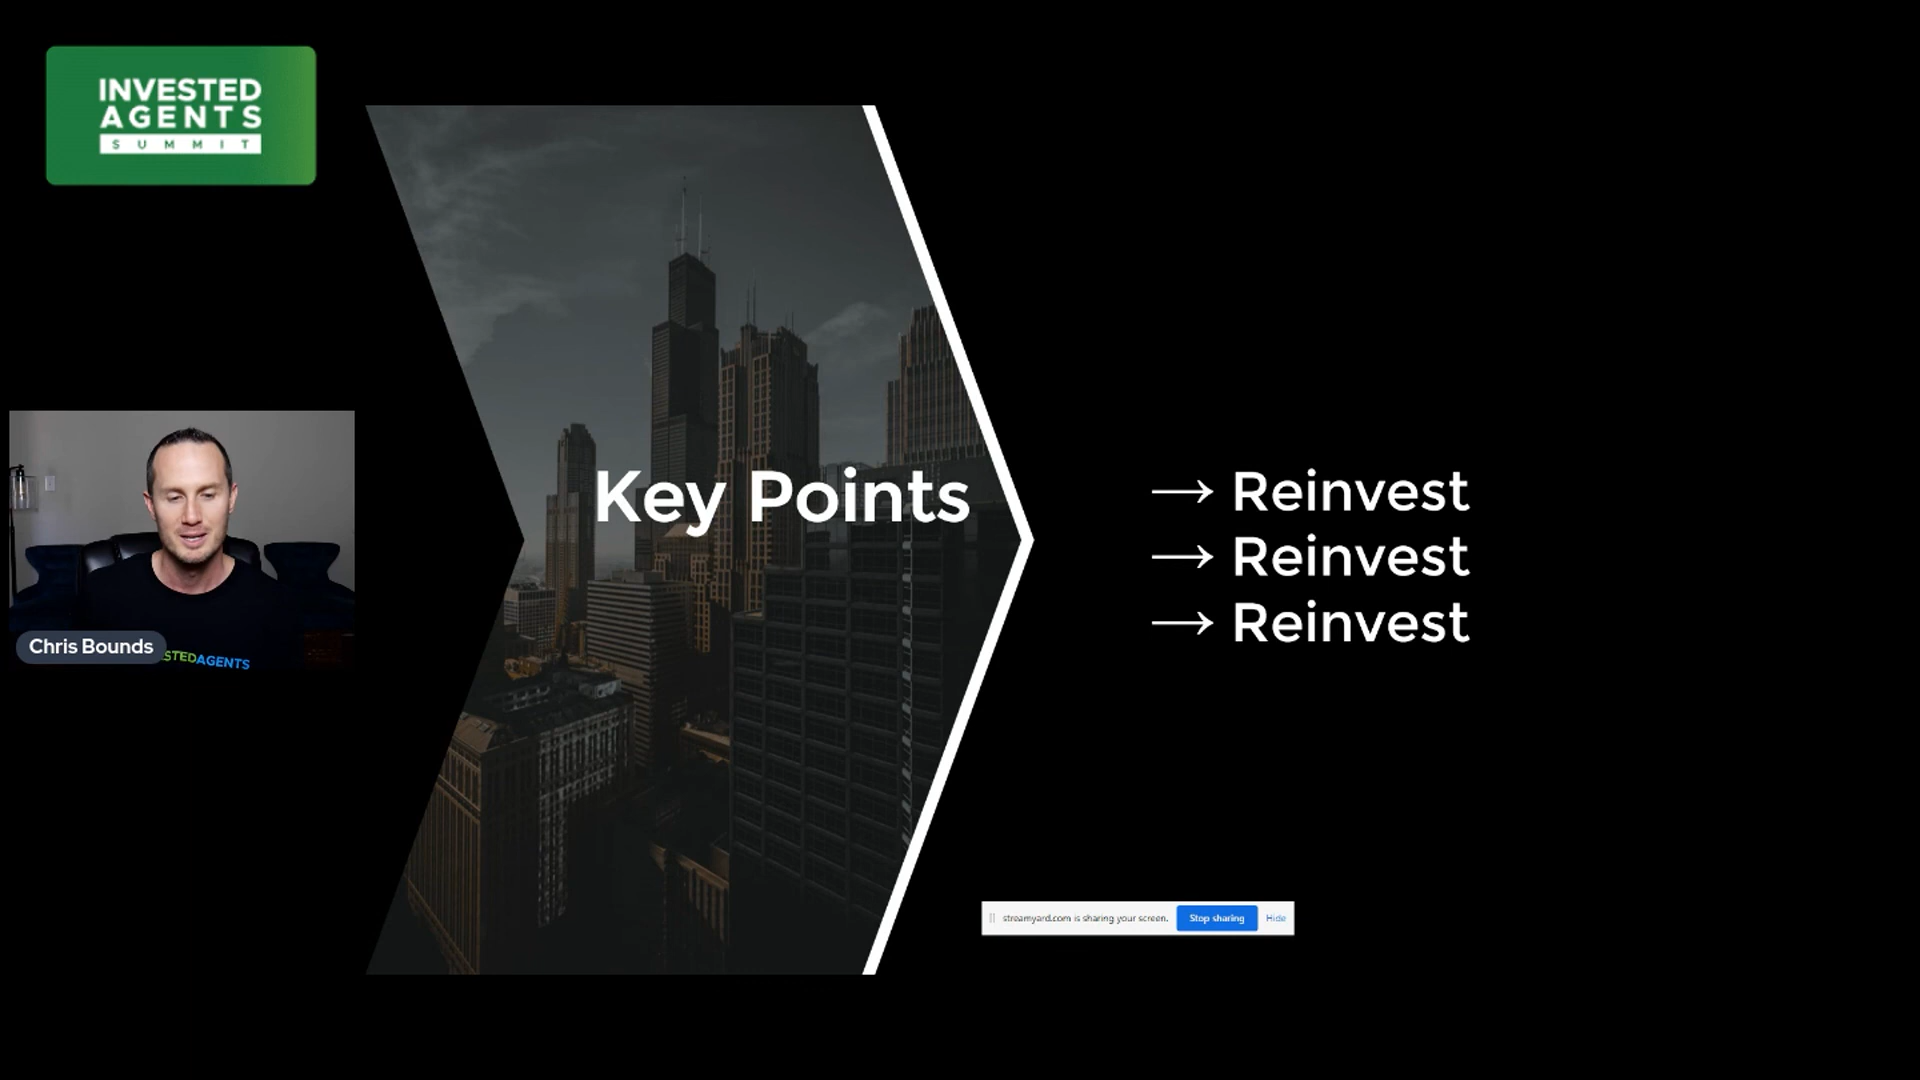 INVESTED
AGENTS
SUMMIT
Key Points
→ Reinvest
→ Reinvest
→ Reinvest
Chris Bounds
STEDAGENTS
streamyard.com is sharing your screen. Stop sharing Hide